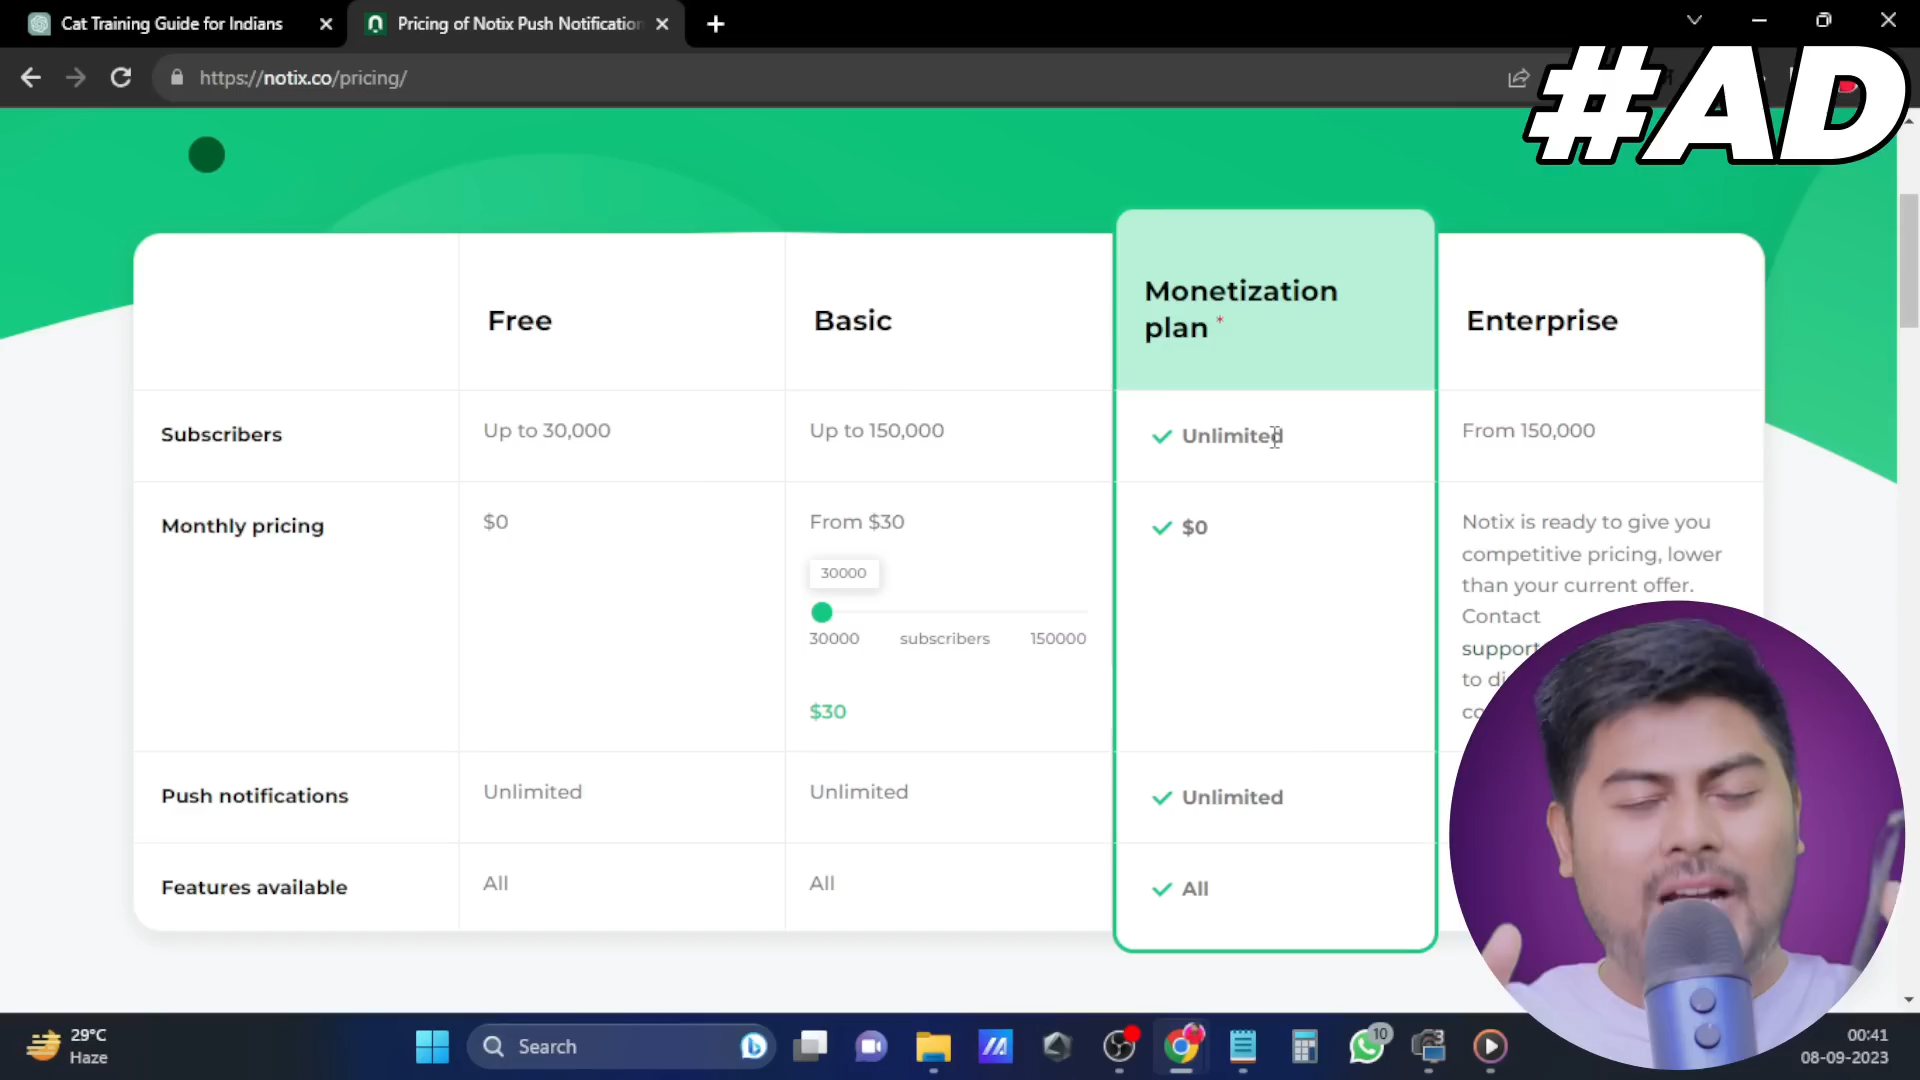 Cat Training Guide for Indians
Pricing of Notix Push Notification
https://notix.co/pricing/
#AD
Free
Basic
Monetization
plan *
Enterprise
Subscribers
Up to 30,000
Up to 150,000
Unlimited
From 150,000
Monthly pricing
$0
From $30
30000
30000 subscribers 150000
$30
$0
Notix is ready to give you
competitive pricing, lower
than your current offer.
Contact
support
to
Push notifications
Unlimited
Unlimited
Unlimited
Features available
All
All
All
29°C
Haze
Search
10
00:41
08-09-2023